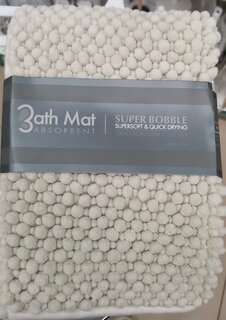 Bath Mat
ABSORBENT
SUPER BOBBLE
SUPERSOFT & QUICK DRYING